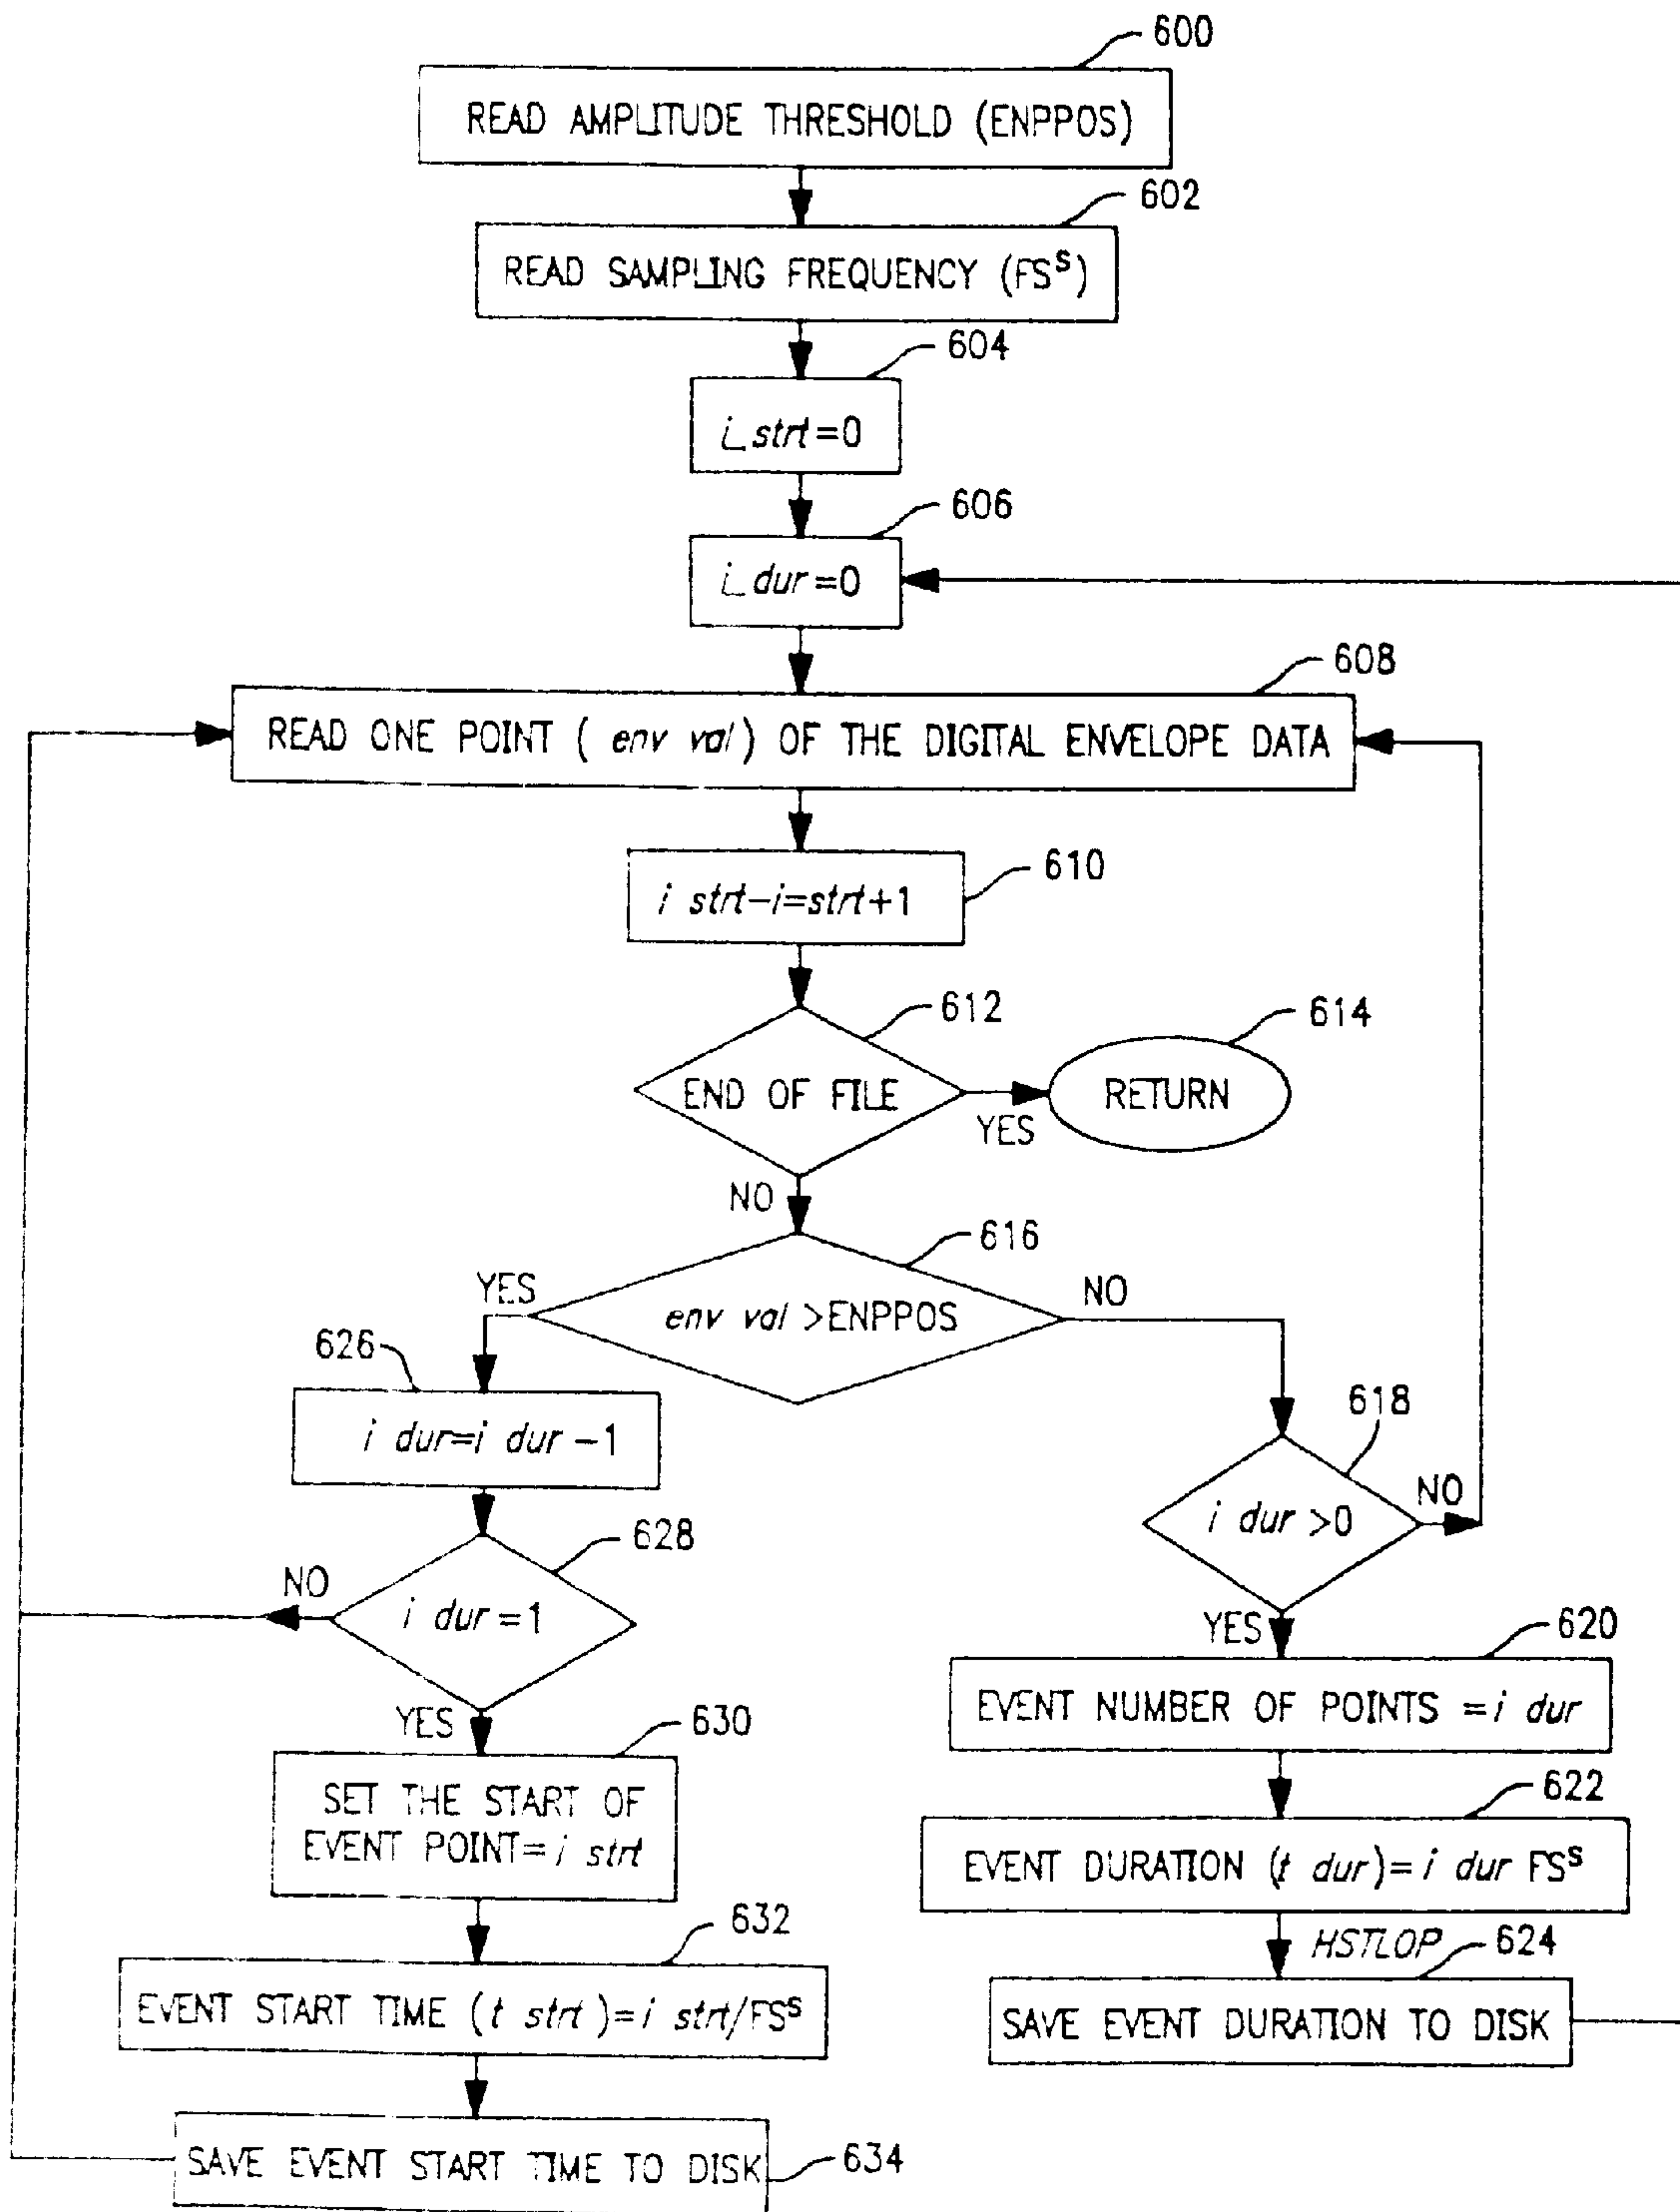 600
READ AMPLITUDE THRESHOLD (ENPPOS)
602
READ SAMPLING FREQUENCY (FSˢ)
604
i_strt=0
606
i_dur=0
608
READ ONE POINT ( env val) OF THE DIGITAL ENVELOPE DATA
610
i strt-i=strt+1
612
END OF FILE
YES
614
RETURN
NO
616
env val >ENPPOS
YES
NO
626
i dur=i dur -1
618
i dur >0
NO
628
i dur =1
NO
YES
YES
620
EVENT NUMBER OF POINTS =i dur
630
SET THE START OF
EVENT POINT= i strt
622
EVENT DURATION (t dur)= i dur FSˢ
632
EVENT START TIME (t strt )= i strt/FSˢ
HSTLOP
624
SAVE EVENT DURATION TO DISK
SAVE EVENT START TIME TO DISK
634